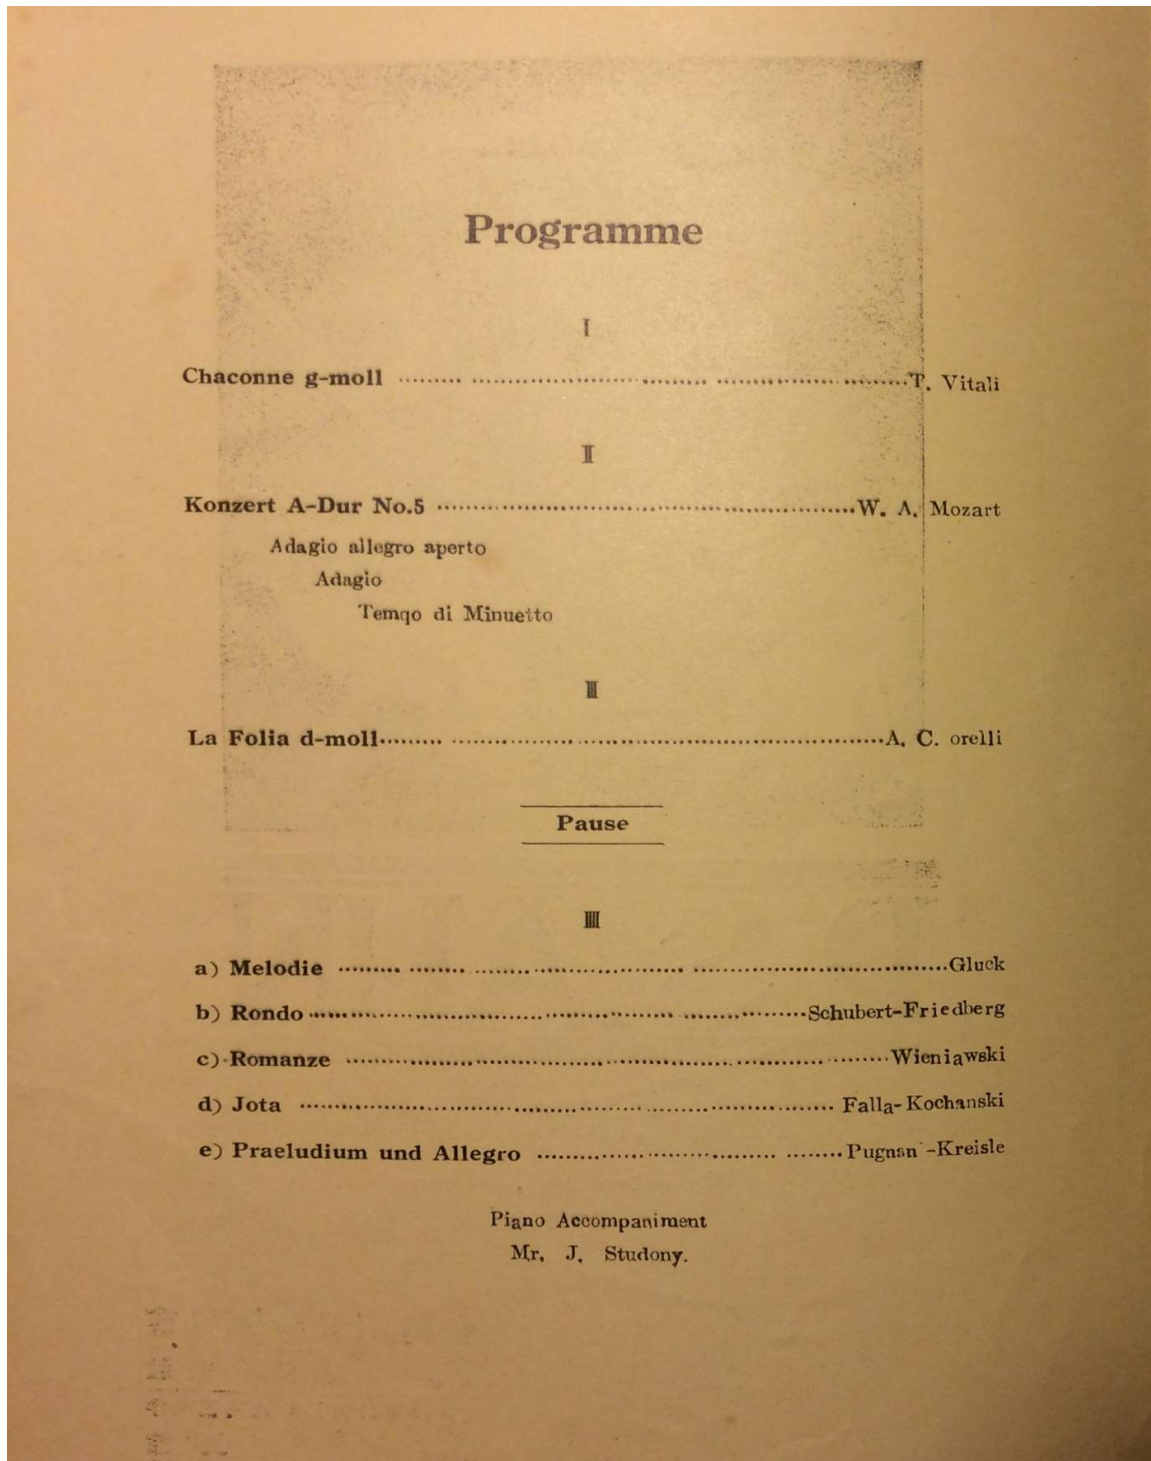 Programme
I
Chaconne g-moll ........................................ T. Vitali
II
Konzert A-Dur No.5 ........................................ W. A. Mozart
Adagio allegro aperto
Adagio
Temqo di Minuetto
III
La Folia d-moll ........................................ A. C. orelli
Pause
IIII
a) Melodie ........................................ Gluck
b) Rondo ........................................ Schubert-Friedberg
c) Romanze ........................................ Wieniawski
d) Jota ........................................ Falla-Kochanski
e) Praeludium und Allegro ........................................ Pugnan -Kreisle
Piano Accompaniment
Mr, J, Studony.